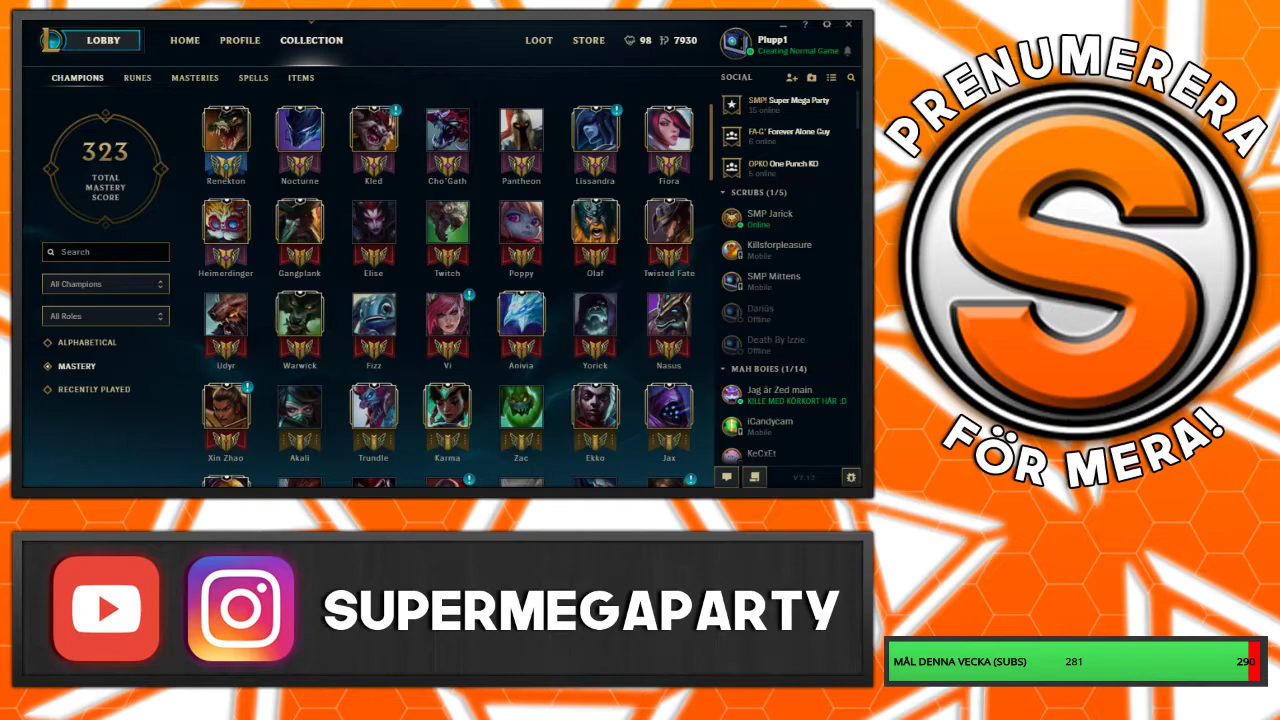 LOBBY
HOME
PROFILE
COLLECTION
LOOT
STORE
98
7930
Plupp1
Creating Normal Game
CHAMPIONS
RUNES
MASTERIES
SPELLS
ITEMS
323
TOTAL
MASTERY
SCORE
Search
All Champions
All Roles
ALPHABETICAL
MASTERY
RECENTLY PLAYED
Renekton
Nocturne
Kled
Cho'Gath
Pantheon
Lissandra
Fiora
Heimerdinger
Gangplank
Elise
Twitch
Poppy
Olaf
Twisted Fate
Udyr
Warwick
Fizz
Vi
Anivia
Yorick
Nasus
Xin Zhao
Akali
Trundle
Karma
Zac
Ekko
Jax
SOCIAL
SMP! Super Mega Party
15 online
FA-G' Forever Alone Guy
6 online
OPKO One Punch KO
5 online
SCRUBS (1/5)
SMP Jarick
Online
Killsforpleasure
Mobile
SMP Mittens
Mobile
Dariüs
Offline
Death By Izzie
Offline
MAH BOIES (1/14)
Jag är Zed main
KILLE MED KÖRKORT HÄR :D
iCandycam
Mobile
KeCxEt
V7.12
PRENUMERERA
S
FÖR MERA!
SUPERMEGAPARTY
MÅL DENNA VECKA (SUBS)
281
290